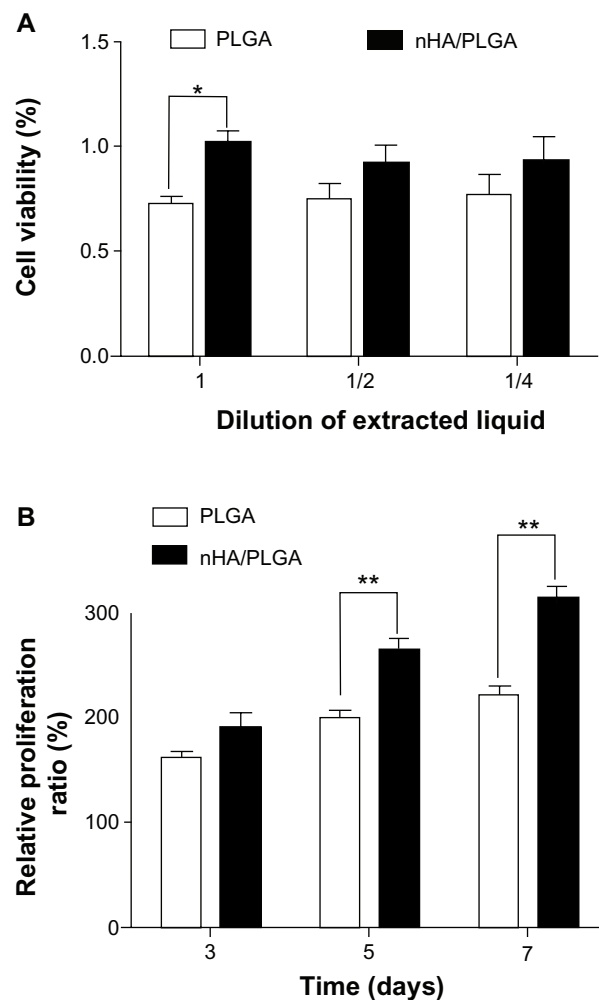 A
PLGA nHA/PLGA
Cell viability (%)
1.5
1.0
0.5
0.0
*
1 1/2 1/4
Dilution of extracted liquid
B
PLGA
nHA/PLGA
Relative proliferation
ratio (%)
300
200
100
0
**
**
3 5 7
Time (days)